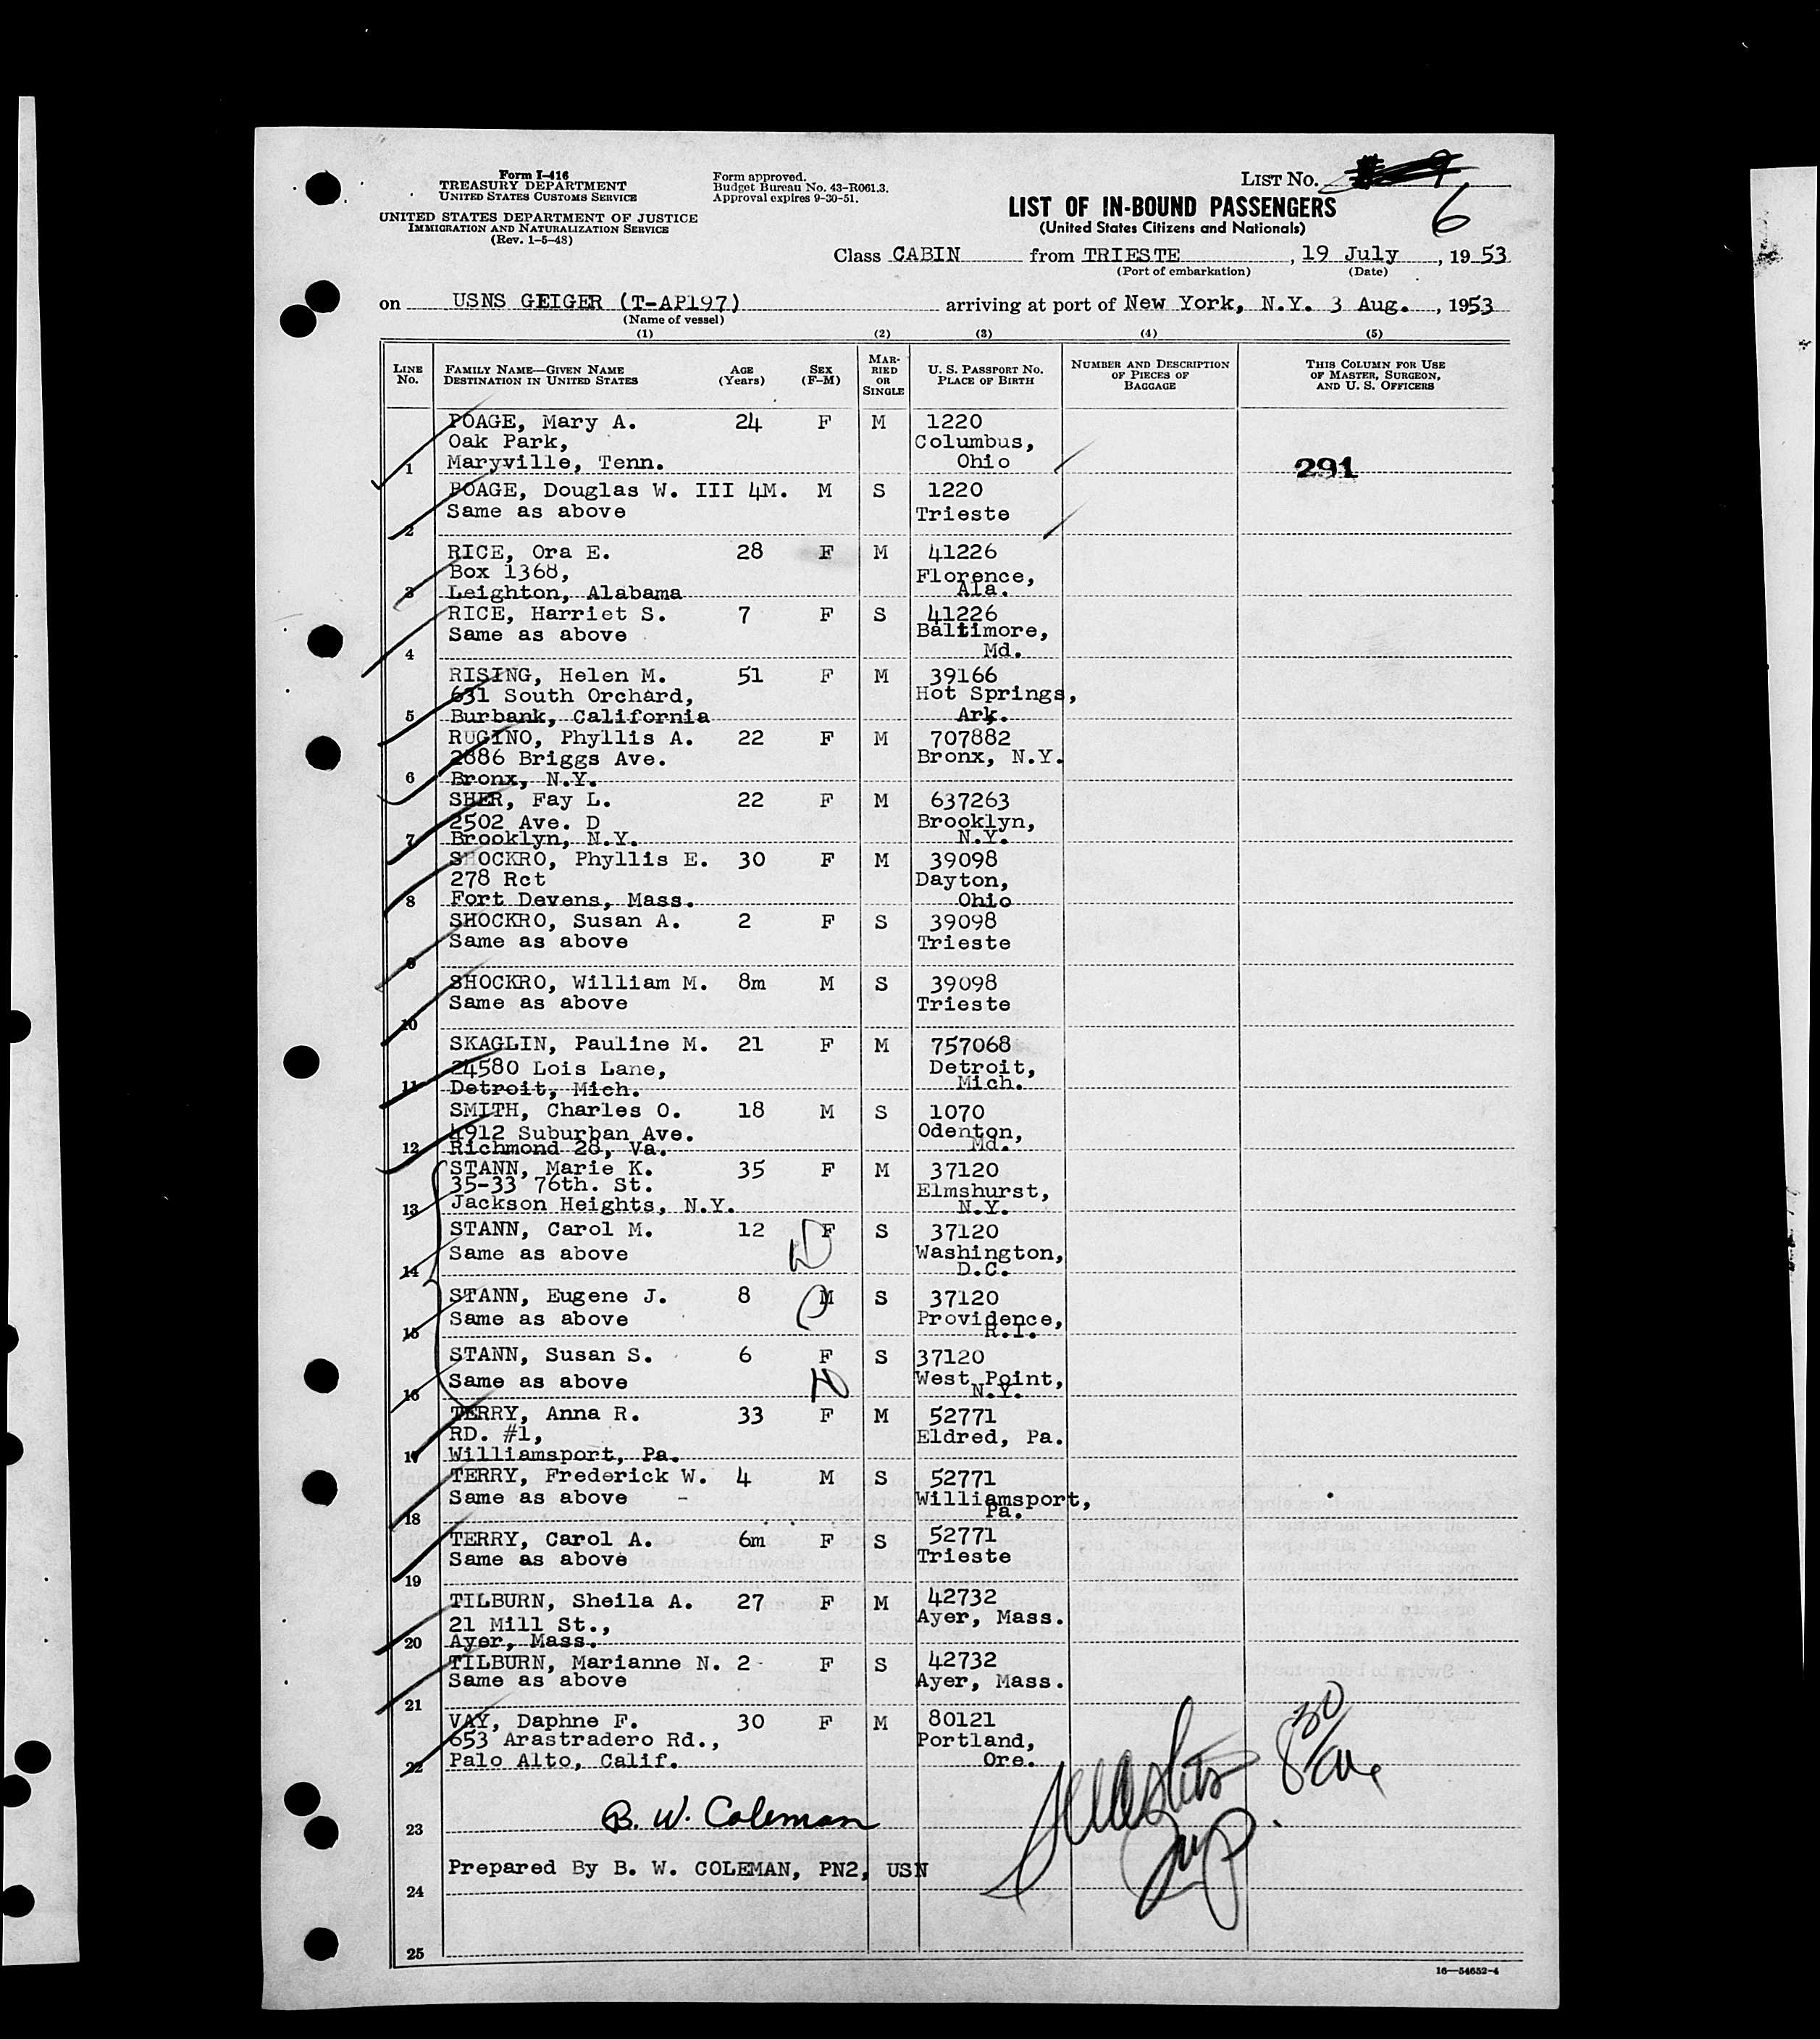 Form I-416
TREASURY DEPARTMENT
UNITED STATES CUSTOMS SERVICE
UNITED STATES DEPARTMENT OF JUSTICE
IMMIGRATION AND NATURALIZATION SERVICE
(Rev. 1-5-48)
Form approved.
Budget Bureau No. 43-R061.3.
Approval expires 9-30-51.
LIST No. 6
LIST OF IN-BOUND PASSENGERS
(United States Citizens and Nationals)
Class CABIN from TRIESTE, 19 July, 1953
(Port of embarkation) (Date)
on USNS GEIGER (T-AP197) arriving at port of New York, N.Y. 3 Aug., 1953
(Name of vessel)
(1) (2) (3) (4) (5)
LINE No. FAMILY NAME—GIVEN NAME DESTINATION IN UNITED STATES AGE (Years) SEX (F-M) MARRIED OR SINGLE U. S. PASSPORT No. PLACE OF BIRTH NUMBER AND DESCRIPTION OF PIECES OF BAGGAGE THIS COLUMN FOR USE OF MASTER, SURGEON, AND U. S. OFFICERS
POAGE, Mary A. 24 F M 1220
Oak Park, Columbus,
1 Maryville, Tenn. Ohio 291
POAGE, Douglas W. III 4M. M S 1220
Same as above Trieste
2
RICE, Ora E. 28 F M 41226
Box 1368, Florence,
3 Leighton, Alabama Ala.
RICE, Harriet S. 7 F S 41226
Same as above Baltimore,
4 Md.
RISING, Helen M. 51 F M 39166
631 South Orchard, Hot Springs,
5 Burbank, California Ark.
RUGINO, Phyllis A. 22 F M 707882
2886 Briggs Ave. Bronx, N.Y.
6 Bronx, N.Y.
SHER, Fay L. 22 F M 637263
2502 Ave. D Brooklyn,
7 Brooklyn, N.Y. N.Y.
SHOCKRO, Phyllis E. 30 F M 39098
278 Rct Dayton,
8 Fort Devens, Mass. Ohio
SHOCKRO, Susan A. 2 F S 39098
Same as above Trieste
9
SHOCKRO, William M. 8m M S 39098
Same as above Trieste
10
SKAGLIN, Pauline M. 21 F M 757068
24580 Lois Lane, Detroit,
11 Detroit, Mich. Mich.
SMITH, Charles O. 18 M S 1070
4912 Suburban Ave. Odenton,
12 Richmond 28, Va. Md.
STANN, Marie K. 35 F M 37120
35-33 76th. St. Elmshurst,
13 Jackson Heights, N.Y. N.Y.
STANN, Carol M. 12 F S 37120
Same as above Washington,
14 D.C.
STANN, Eugene J. 8 M S 37120
Same as above Providence,
15 R.I.
STANN, Susan S. 6 F S 37120
Same as above West Point,
16 N.Y.
TERRY, Anna R. 33 F M 52771
RD. #1, Eldred, Pa.
17 Williamsport, Pa.
TERRY, Frederick W. 4 M S 52771
Same as above Williamsport,
18 Pa.
TERRY, Carol A. 6m F S 52771
Same as above Trieste
19
TILBURN, Sheila A. 27 F M 42732
21 Mill St., Ayer, Mass.
20 Ayer, Mass.
TILBURN, Marianne N. 2 F S 42732
Same as above Ayer, Mass.
21
VAY, Daphne F. 30 F M 80121
653 Arastradero Rd., Portland,
22 Palo Alto, Calif. Ore.
B. W. Coleman
23
Prepared By B. W. COLEMAN, PN2, USN
24
25
16—54652-4